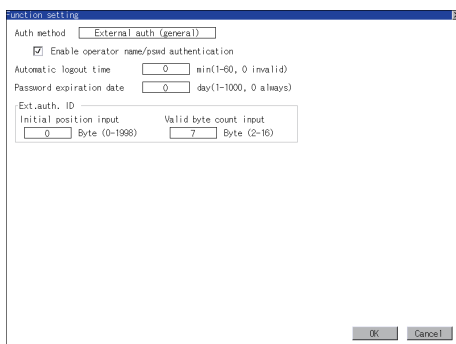 Function setting
Auth method External auth (general)
Enable operator name/pswd authentication
Automatic logout time 0 min(1-60, 0 invalid)
Password expiration date 0 day(1-1000, 0 always)
Ext.auth. ID
Initial position input Valid byte count input
0 Byte (0-1998) 7 Byte (2-16)
OK Cancel